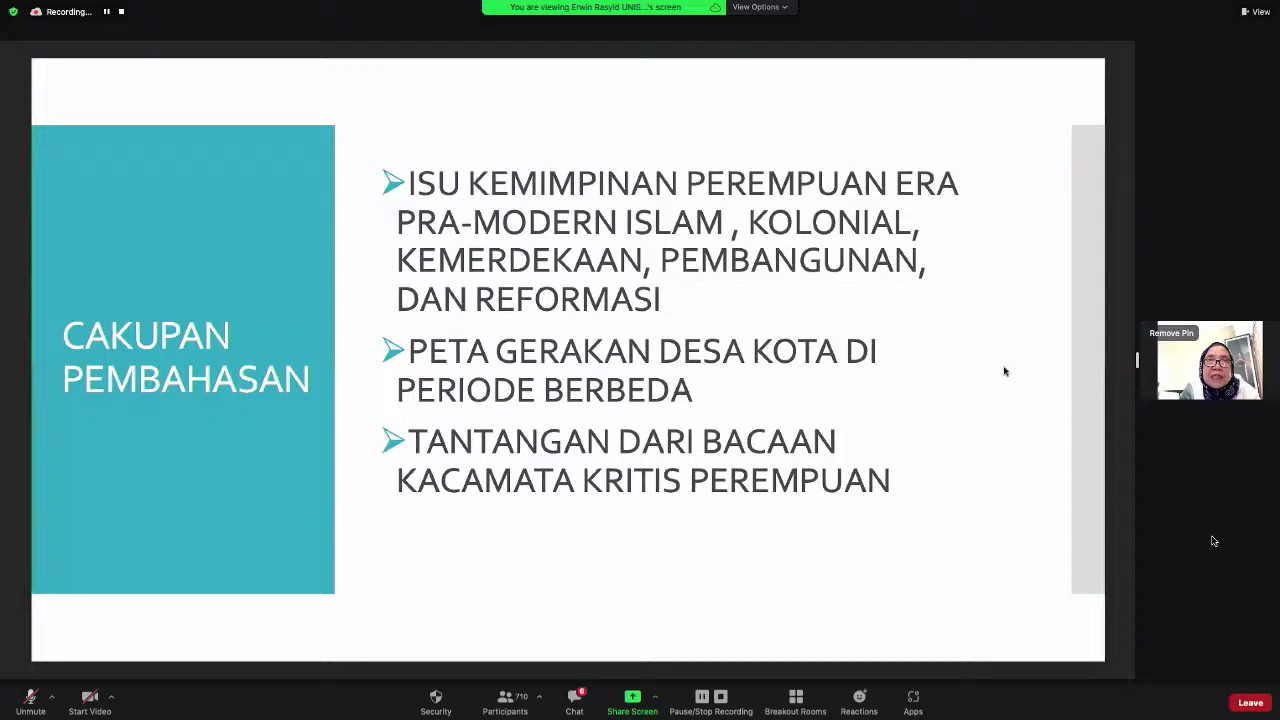 Recording...
You are viewing Erwin Rasyid UNIS...'s screen
View Options
View
CAKUPAN
PEMBAHASAN
ISU KEMIMPINAN PEREMPUAN ERA
PRA-MODERN ISLAM , KOLONIAL,
KEMERDEKAAN, PEMBANGUNAN,
DAN REFORMASI
PETA GERAKAN DESA KOTA DI
PERIODE BERBEDA
TANTANGAN DARI BACAAN
KACAMATA KRITIS PEREMPUAN
Remove Pin
Unmute
Start Video
Security
710
Participants
6
Chat
Share Screen
Pause/Stop Recording
Breakout Rooms
Reactions
Apps
Leave